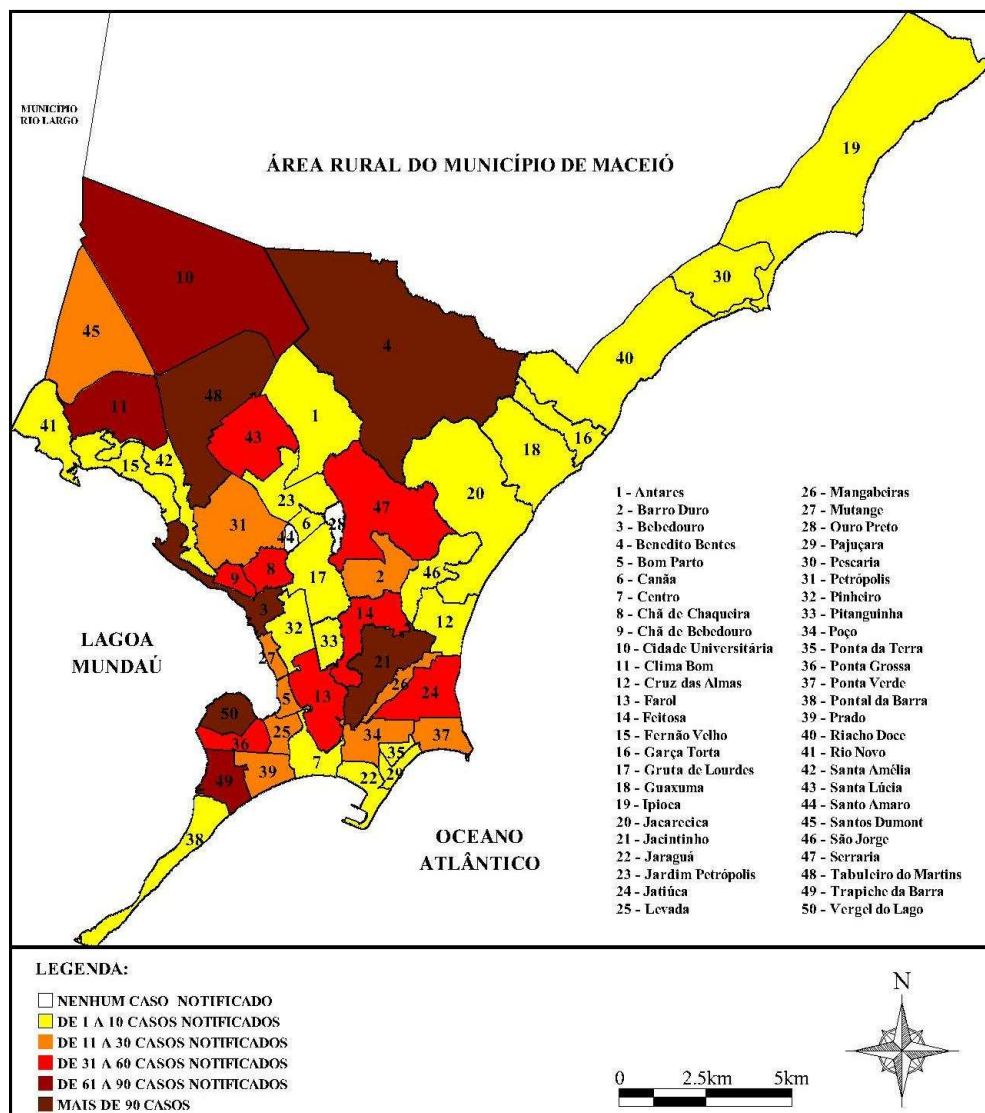 MUNICÍPIO
RIO LARGO
ÁREA RURAL DO MUNICÍPIO DE MACEIÓ
19
30
10
45
4
40
48
11
1
41
43
16
18
15
42
20
23
47
28
6
31
44
46
2
8
17
9
12
3
14
32
33
LAGOA
MUNDAÚ
21
27
26
24
13
5
50
25
36
34
37
35
7
39
49
22
29
38
OCEANO
ATLÂNTICO
1 - Antares
2 - Barro Duro
3 - Bebedouro
4 - Benedito Bentes
5 - Bom Parto
6 - Canãa
7 - Centro
8 - Chã de Chaqueira
9 - Chã de Bebedouro
10 - Cidade Universitária
11 - Clima Bom
12 - Cruz das Almas
13 - Farol
14 - Feitosa
15 - Fernão Velho
16 - Garça Torta
17 - Gruta de Lourdes
18 - Guaxuma
19 - Ipioca
20 - Jacarecica
21 - Jacintinho
22 - Jaraguá
23 - Jardim Petrópolis
24 - Jatiúca
25 - Levada
26 - Mangabeiras
27 - Mutange
28 - Ouro Preto
29 - Pajuçara
30 - Pescaria
31 - Petrópolis
32 - Pinheiro
33 - Pitanguinha
34 - Poço
35 - Ponta da Terra
36 - Ponta Grossa
37 - Ponta Verde
38 - Pontal da Barra
39 - Prado
40 - Riacho Doce
41 - Rio Novo
42 - Santa Amélia
43 - Santa Lúcia
44 - Santo Amaro
45 - Santos Dumont
46 - São Jorge
47 - Serraria
48 - Tabuleiro do Martins
49 - Trapiche da Barra
50 - Vergel do Lago
LEGENDA:
NENHUM CASO NOTIFICADO
DE 1 A 10 CASOS NOTIFICADOS
DE 11 A 30 CASOS NOTIFICADOS
DE 31 A 60 CASOS NOTIFICADOS
DE 61 A 90 CASOS NOTIFICADOS
MAIS DE 90 CASOS
0 2.5km 5km
N